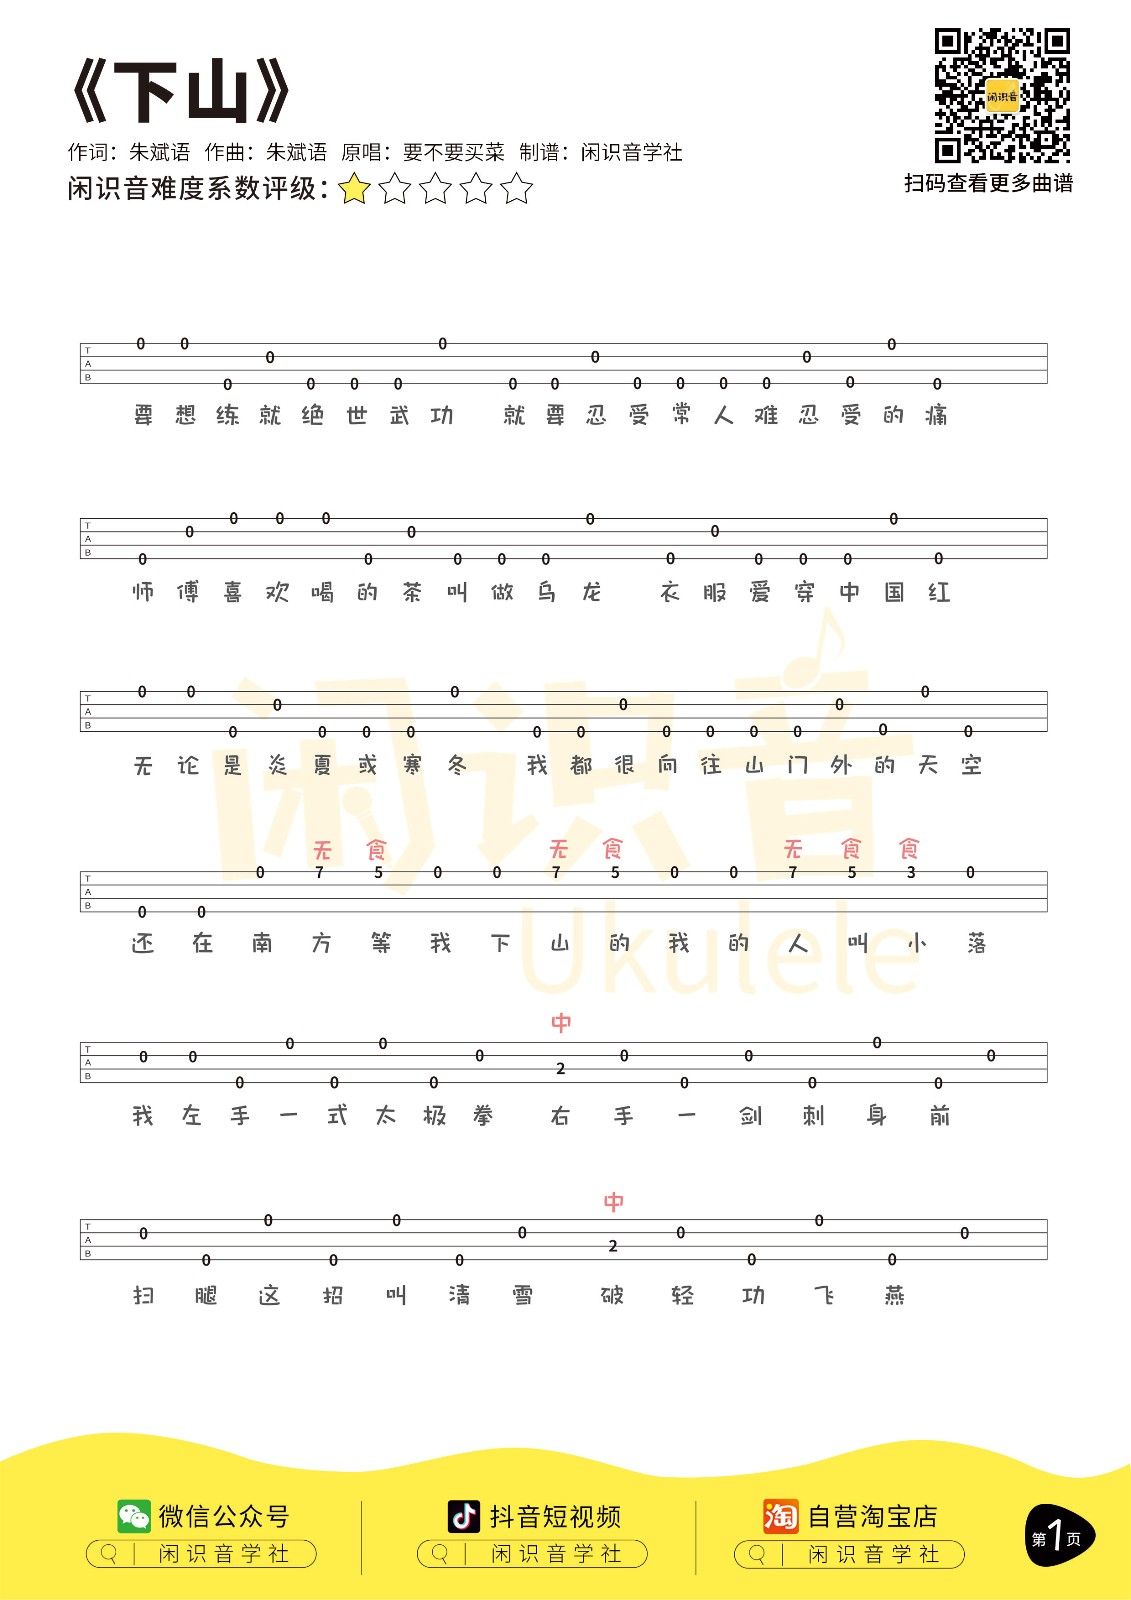 《下山》
作词：朱斌语 作曲：朱斌语 原唱：要不要买菜 制谱：闲识音学社
闲识音难度系数评级：
闲识音
扫码查看更多曲谱
0 0 0 0 0 0 0 0 0 0 0 0 0 0 0 0 0 0 0
T
A
B
要想练就绝世武功 就要忍受常人难忍受的痛
0 0 0 0 0 0 0 0 0 0 0 0 0 0 0 0 0 0
T
A
B
师傅喜欢喝的茶叫做乌龙 衣服爱穿中国红
0 0 0 0 0 0 0 0 0 0 0 0 0 0 0 0 0 0 0
T
A
B
无论是炎夏或寒冬 我都很向往山门外的天空
无 食 无 食 无 食 食
0 0 0 7 5 0 0 7 5 0 0 7 5 3 0
T
A
B
还在南方等我下山的我的人叫小落
中
0 0 0 0 0 0 0 0 2 0 0 0 0 0 0 0
T
A
B
我左手一式太极拳 右手一剑刺身前
中
0 0 0 0 0 0 0 2 0 0 0 0 0
T
A
B
扫腿这招叫清雪 破轻功飞燕
闲识音
Ukulele
微信公众号
闲识音学社
抖音短视频
闲识音学社
淘 自营淘宝店
闲识音学社
第1页